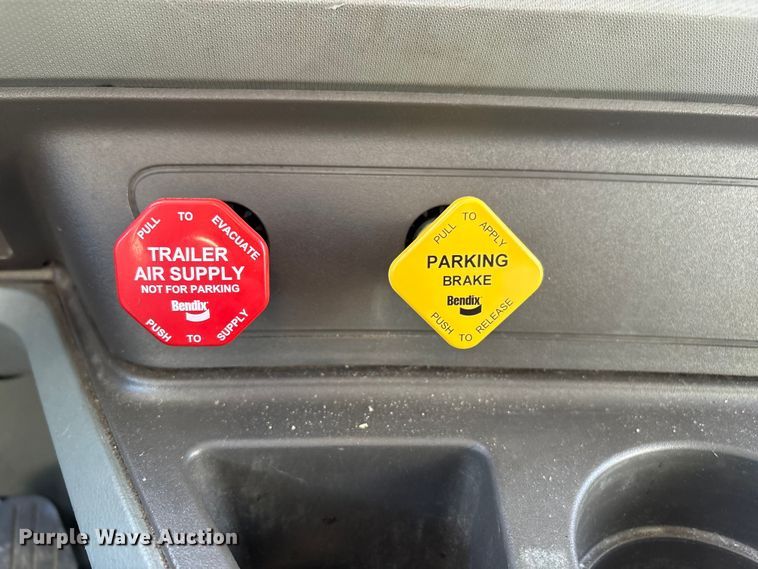 PULL TO EVACUATE
TRAILER
AIR SUPPLY
NOT FOR PARKING
Bendix
PUSH TO SUPPLY
PULL TO APPLY
PARKING
BRAKE
Bendix
PUSH TO RELEASE
Purple Wave Auction